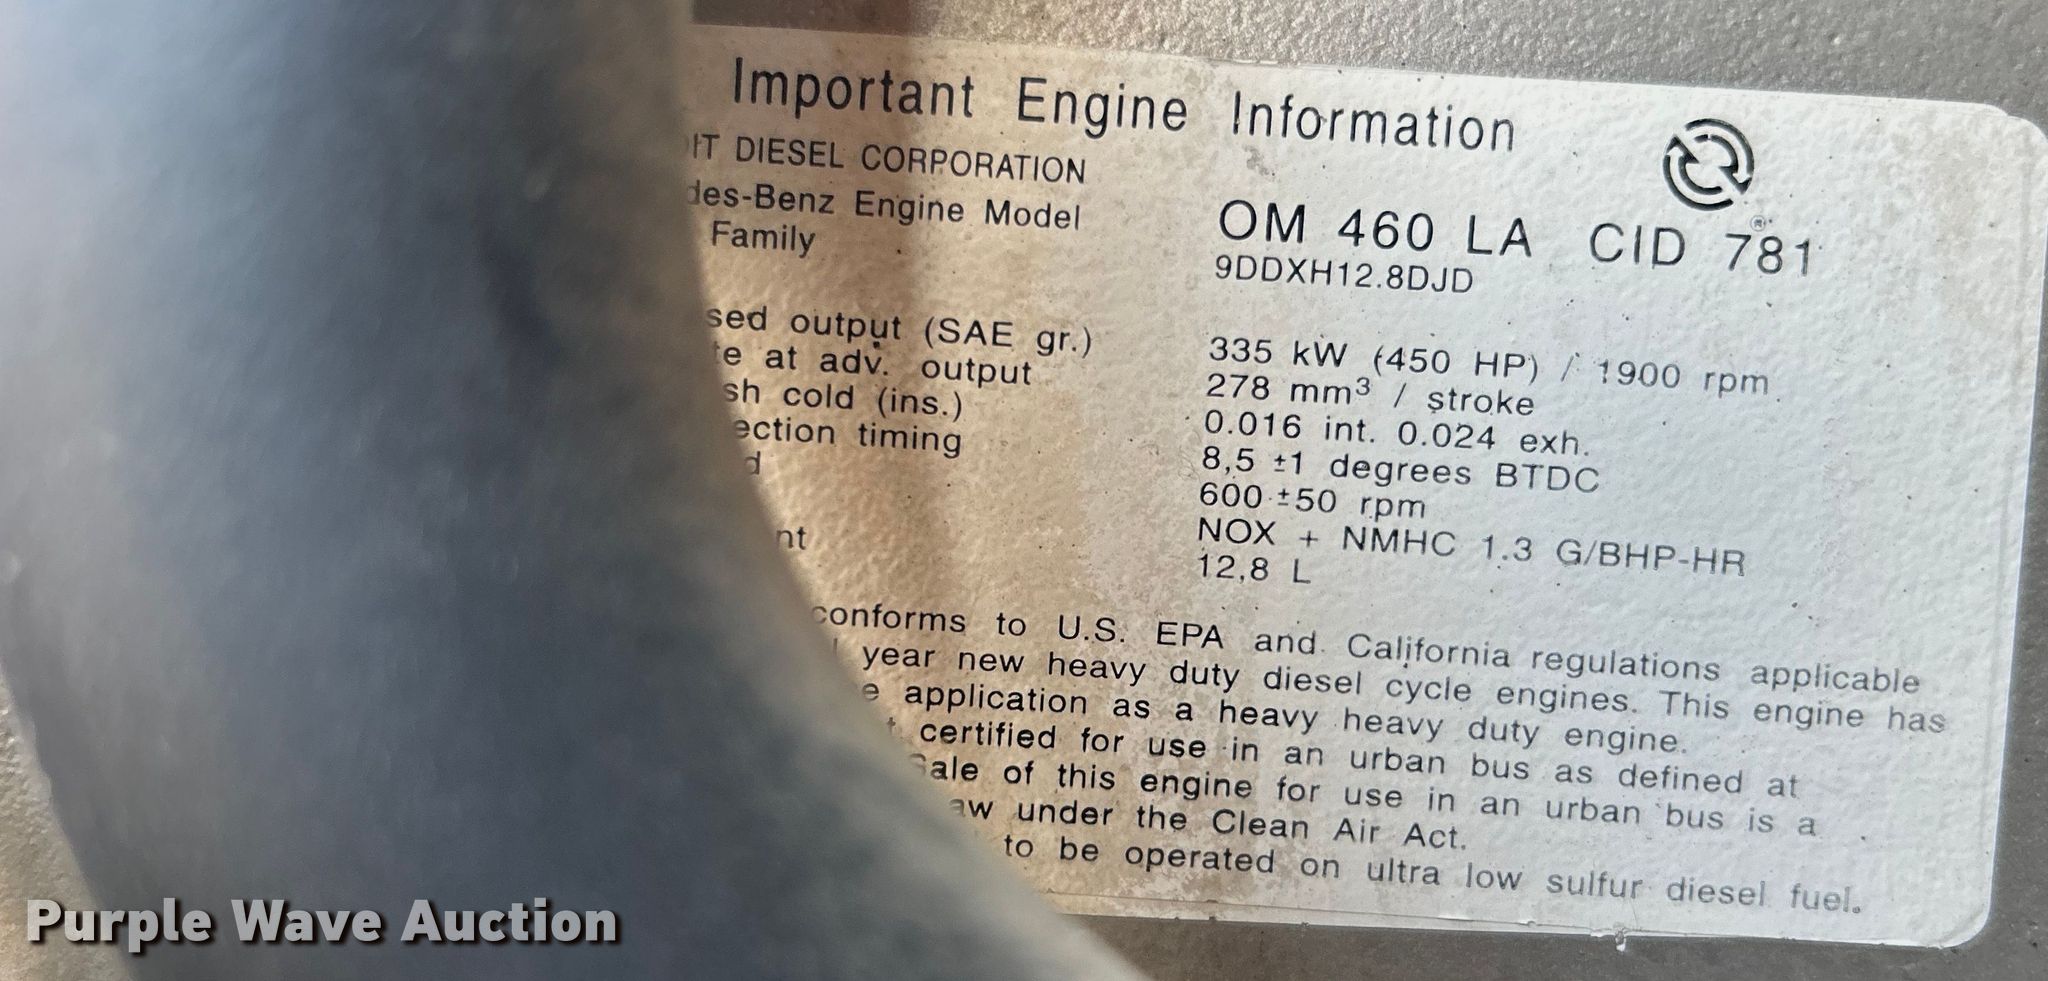 Important Engine Information
IT DIESEL CORPORATION
des-Benz Engine Model OM 460 LA CID 781
Family 9DDXH12.8DJD
®
sed output (SAE gr.) 335 kW (450 HP) / 1900 rpm
e at adv. output 278 mm³ / stroke
sh cold (ins.) 0.016 int. 0.024 exh.
ection timing 8,5 ±1 degrees BTDC
d 600 ±50 rpm
nt NOX + NMHC 1.3 G/BHP-HR
12,8 L
conforms to U.S. EPA and California regulations applicable
l year new heavy duty diesel cycle engines. This engine has
e application as a heavy heavy duty engine.
t certified for use in an urban bus as defined at
Sale of this engine for use in an urban bus is a
aw under the Clean Air Act.
to be operated on ultra low sulfur diesel fuel.
Purple Wave Auction